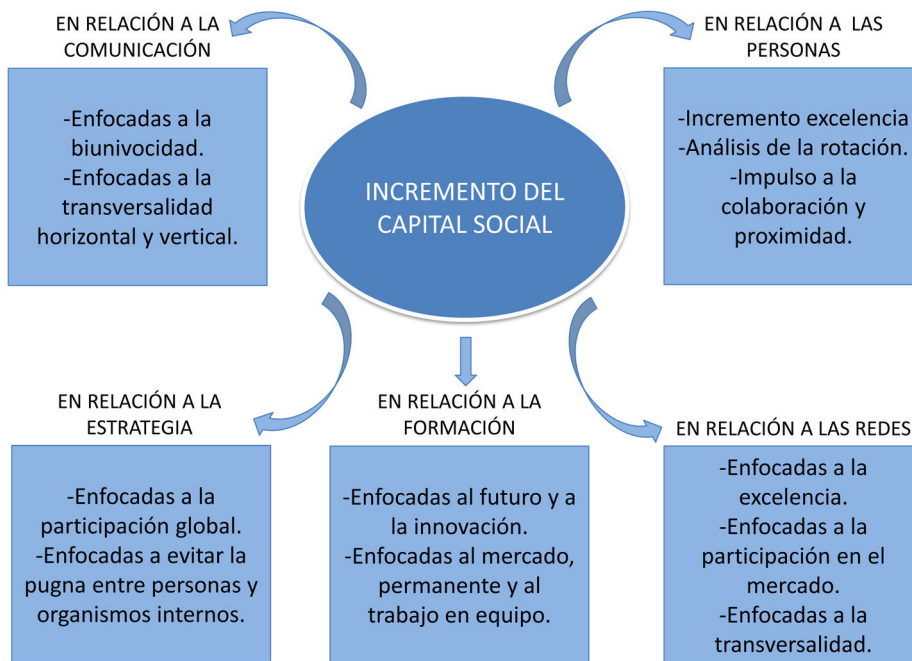 EN RELACIÓN A LA
COMUNICACIÓN
-Enfocadas a la
biunivocidad.
-Enfocadas a la
transversalidad
horizontal y vertical.
INCREMENTO DEL
CAPITAL SOCIAL
EN RELACIÓN A LAS
PERSONAS
-Incremento excelencia
-Análisis de la rotación.
-Impulso a la
colaboración y
proximidad.
EN RELACIÓN A LA
ESTRATEGIA
-Enfocadas a la
participación global.
-Enfocadas a evitar la
pugna entre personas y
organismos internos.
EN RELACIÓN A LA
FORMACIÓN
-Enfocadas al futuro y a
la innovación.
-Enfocadas al mercado,
permanente y al
trabajo en equipo.
EN RELACIÓN A LAS REDES
-Enfocadas a la
excelencia.
-Enfocadas a la
participación en el
mercado.
-Enfocadas a la
transversalidad.